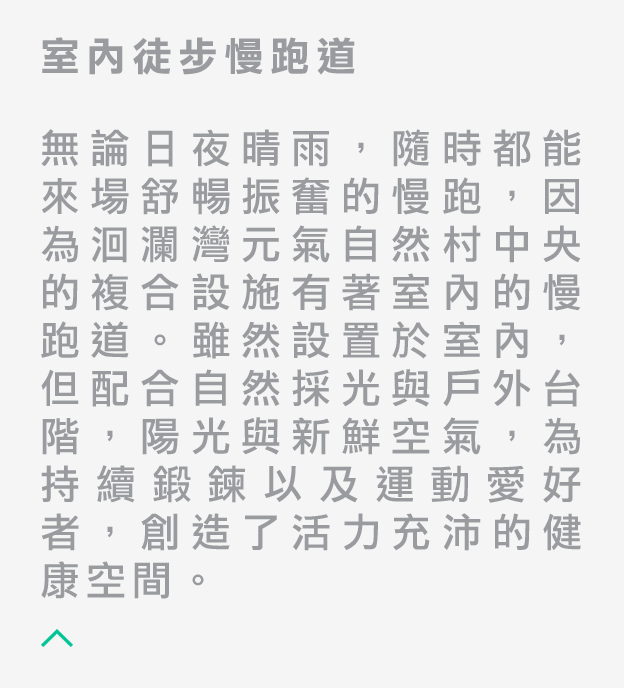 室內徒步慢跑道
無論日夜晴雨，隨時都能
來場舒暢振奮的慢跑，因
為洄瀾灣元氣自然村中央
的複合設施有著室內的慢
跑道。雖然設置於室內，
但配合自然採光與戶外台
階，陽光與新鮮空氣，為
持續鍛鍊以及運動愛好
者，創造了活力充沛的健
康空間。